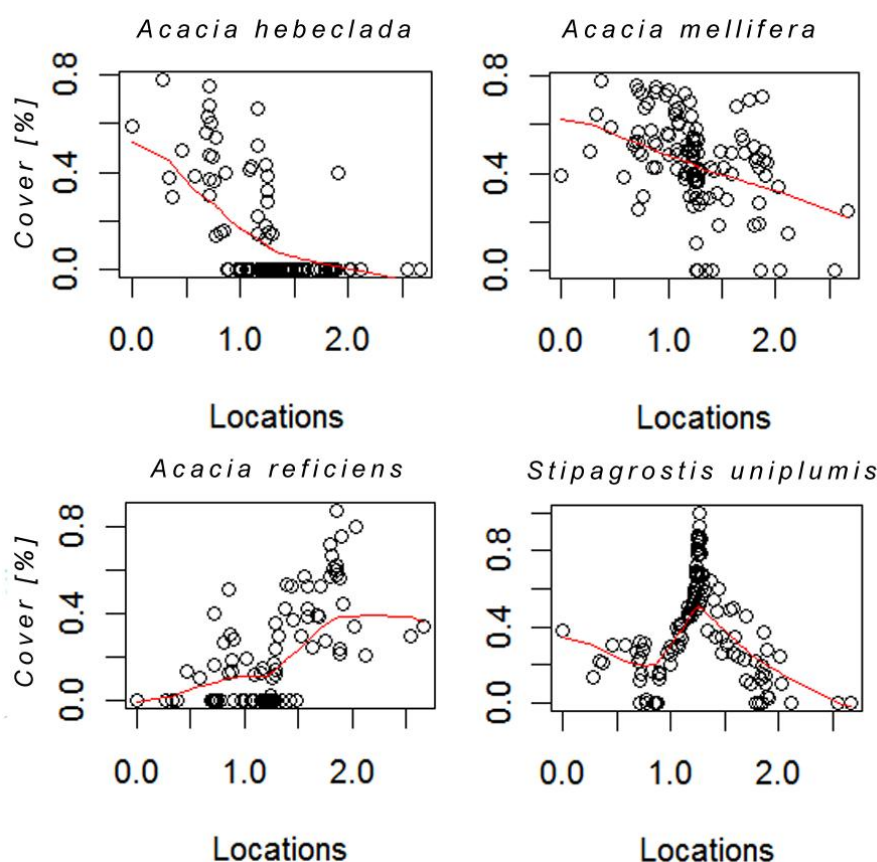 Acacia hebeclada
Acacia mellifera
Cover [%]
0.8
0.4
0.0
0.0 1.0 2.0
Locations
0.8
0.4
0.0
0.0 1.0 2.0
Locations
Acacia reficiens
Stipagrostis uniplumis
Cover [%]
0.8
0.4
0.0
0.0 1.0 2.0
Locations
0.8
0.4
0.0
0.0 1.0 2.0
Locations